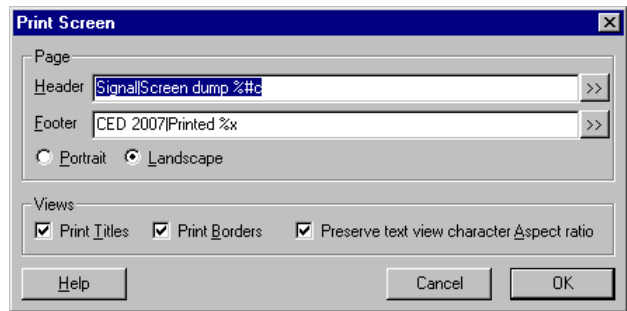 Print Screen
Page
Header Signal|Screen dump %#c >>
Footer CED 2007|Printed %x >>
Portrait Landscape
Views
Print Titles Print Borders Preserve text view character Aspect ratio
Help Cancel OK